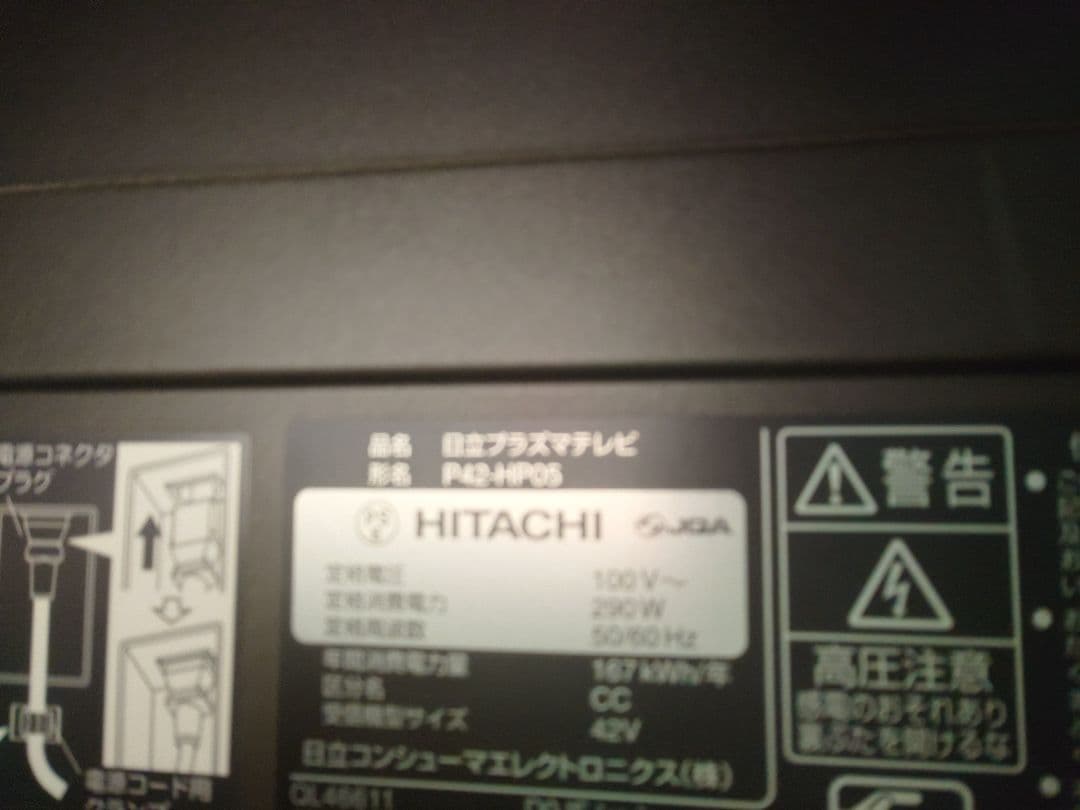 電源コネクタ
プラグ
電源コード用
クランプ
品名 日立プラズマテレビ
形名 P42-HP05
HITACHI JQA
定格電圧 100V～
定格消費電力 290W
定格周波数 50/60Hz
年間消費電力量 167kWh/年
区分名 CC
受信機型サイズ 42V
日立コンシューマエレクトロニクス(株)
QL46611
警告
高圧注意
感電のおそれあり
裏ぶたを開けるな